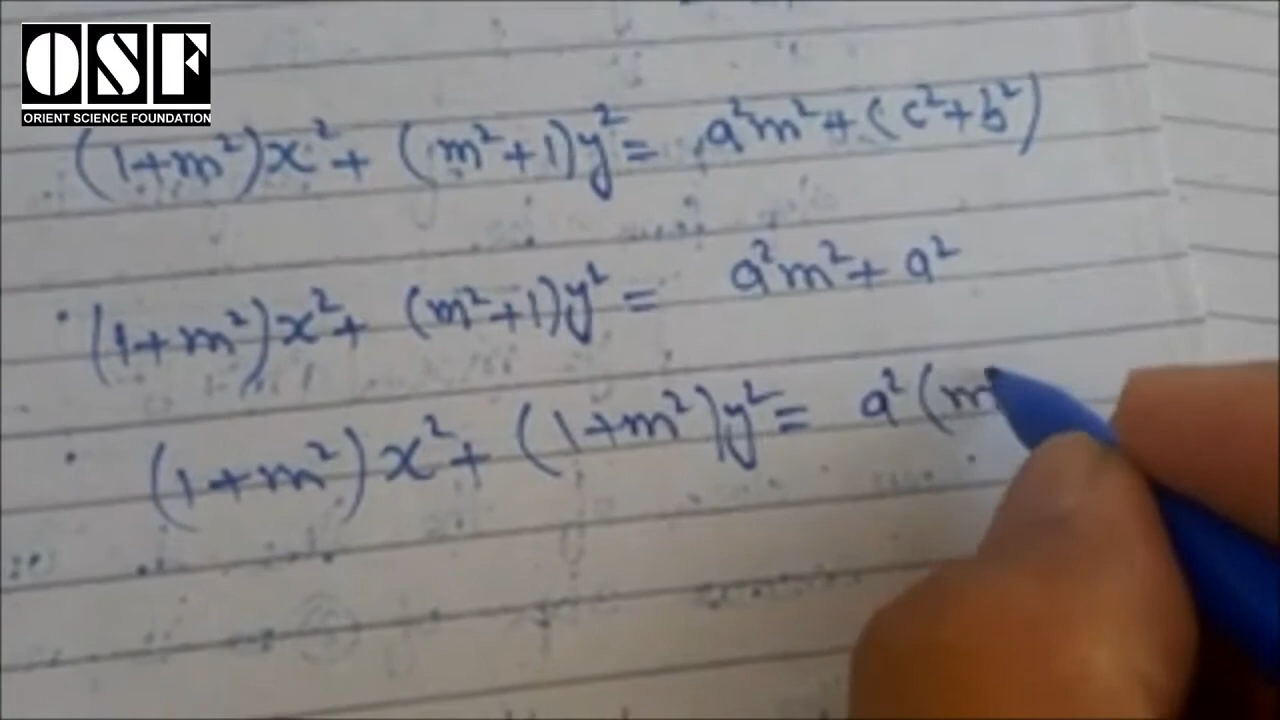 OSF
ORIENT SCIENCE FOUNDATION
(1+m²)x²+ (m²+1)y²= a²m²+(c²+b²)
(1+m²)x²+ (m²+1)y²= a²m²+a²
(1+m²)x²+ (1+m²)y²= a²(m²